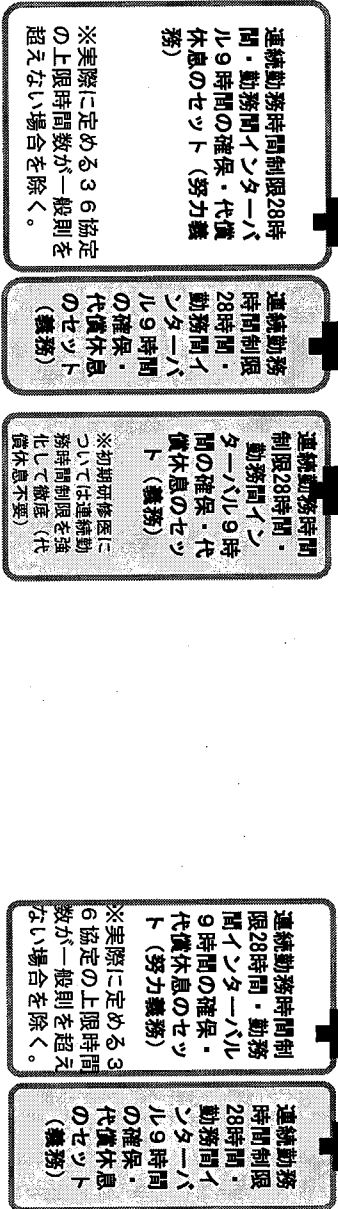 連続勤務時間制限28時
間・勤務間インターバ
ル9時間の確保・代償
休息のセット（努力義
務）
※実際に定める36協定
の上限時間数が一般則を
超えない場合を除く。
連続勤務
時間制限
28時間・
勤務間イ
ンターバ
ル9時間
の確保・
代償休息
のセット
（義務）
連続勤務時間
制限28時間・
勤務間イン
ターバル9時
間の確保・代
償休息のセッ
ト（義務）
※初期研修医に
ついては連続勤
務時間制限を強
化して徹底（代
償休息不要）
連続勤務時間制
限28時間・勤務
間インターバル
9時間の確保・
代償休息のセッ
ト（努力義務）
※実際に定める3
6協定の上限時間
数が一般則を超え
ない場合を除く。
連続勤務
時間制限
28時間・
勤務間イ
ンターバ
ル9時間
の確保・
代償休息
のセット
（義務）